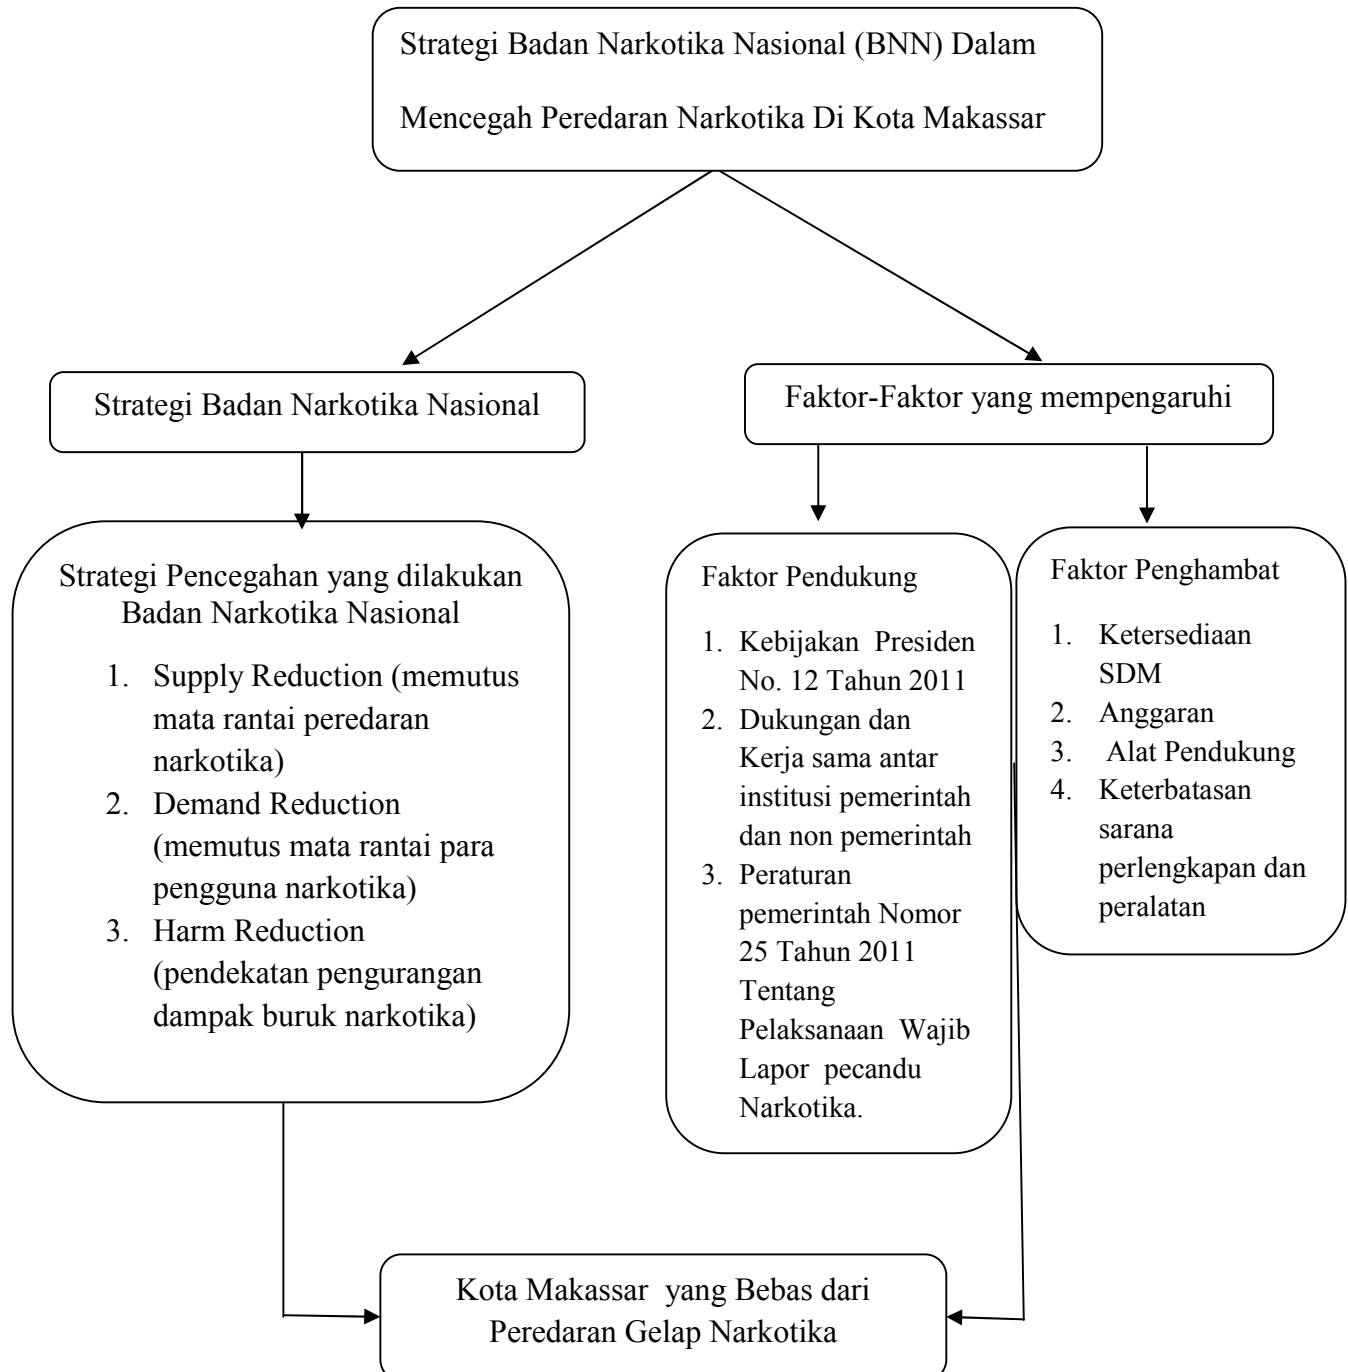 Strategi Badan Narkotika Nasional (BNN) Dalam
Mencegah Peredaran Narkotika Di Kota Makassar
Strategi Badan Narkotika Nasional
Faktor-Faktor yang mempengaruhi
Strategi Pencegahan yang dilakukan
Badan Narkotika Nasional
1. Supply Reduction (memutus
mata rantai peredaran
narkotika)
2. Demand Reduction
(memutus mata rantai para
pengguna narkotika)
3. Harm Reduction
(pendekatan pengurangan
dampak buruk narkotika)
Faktor Pendukung
1. Kebijakan Presiden
No. 12 Tahun 2011
2. Dukungan dan
Kerja sama antar
institusi pemerintah
dan non pemerintah
3. Peraturan
pemerintah Nomor
25 Tahun 2011
Tentang
Pelaksanaan Wajib
Lapor pecandu
Narkotika.
Faktor Penghambat
1. Ketersediaan
SDM
2. Anggaran
3. Alat Pendukung
4. Keterbatasan
sarana
perlengkapan dan
peralatan
Kota Makassar yang Bebas dari
Peredaran Gelap Narkotika